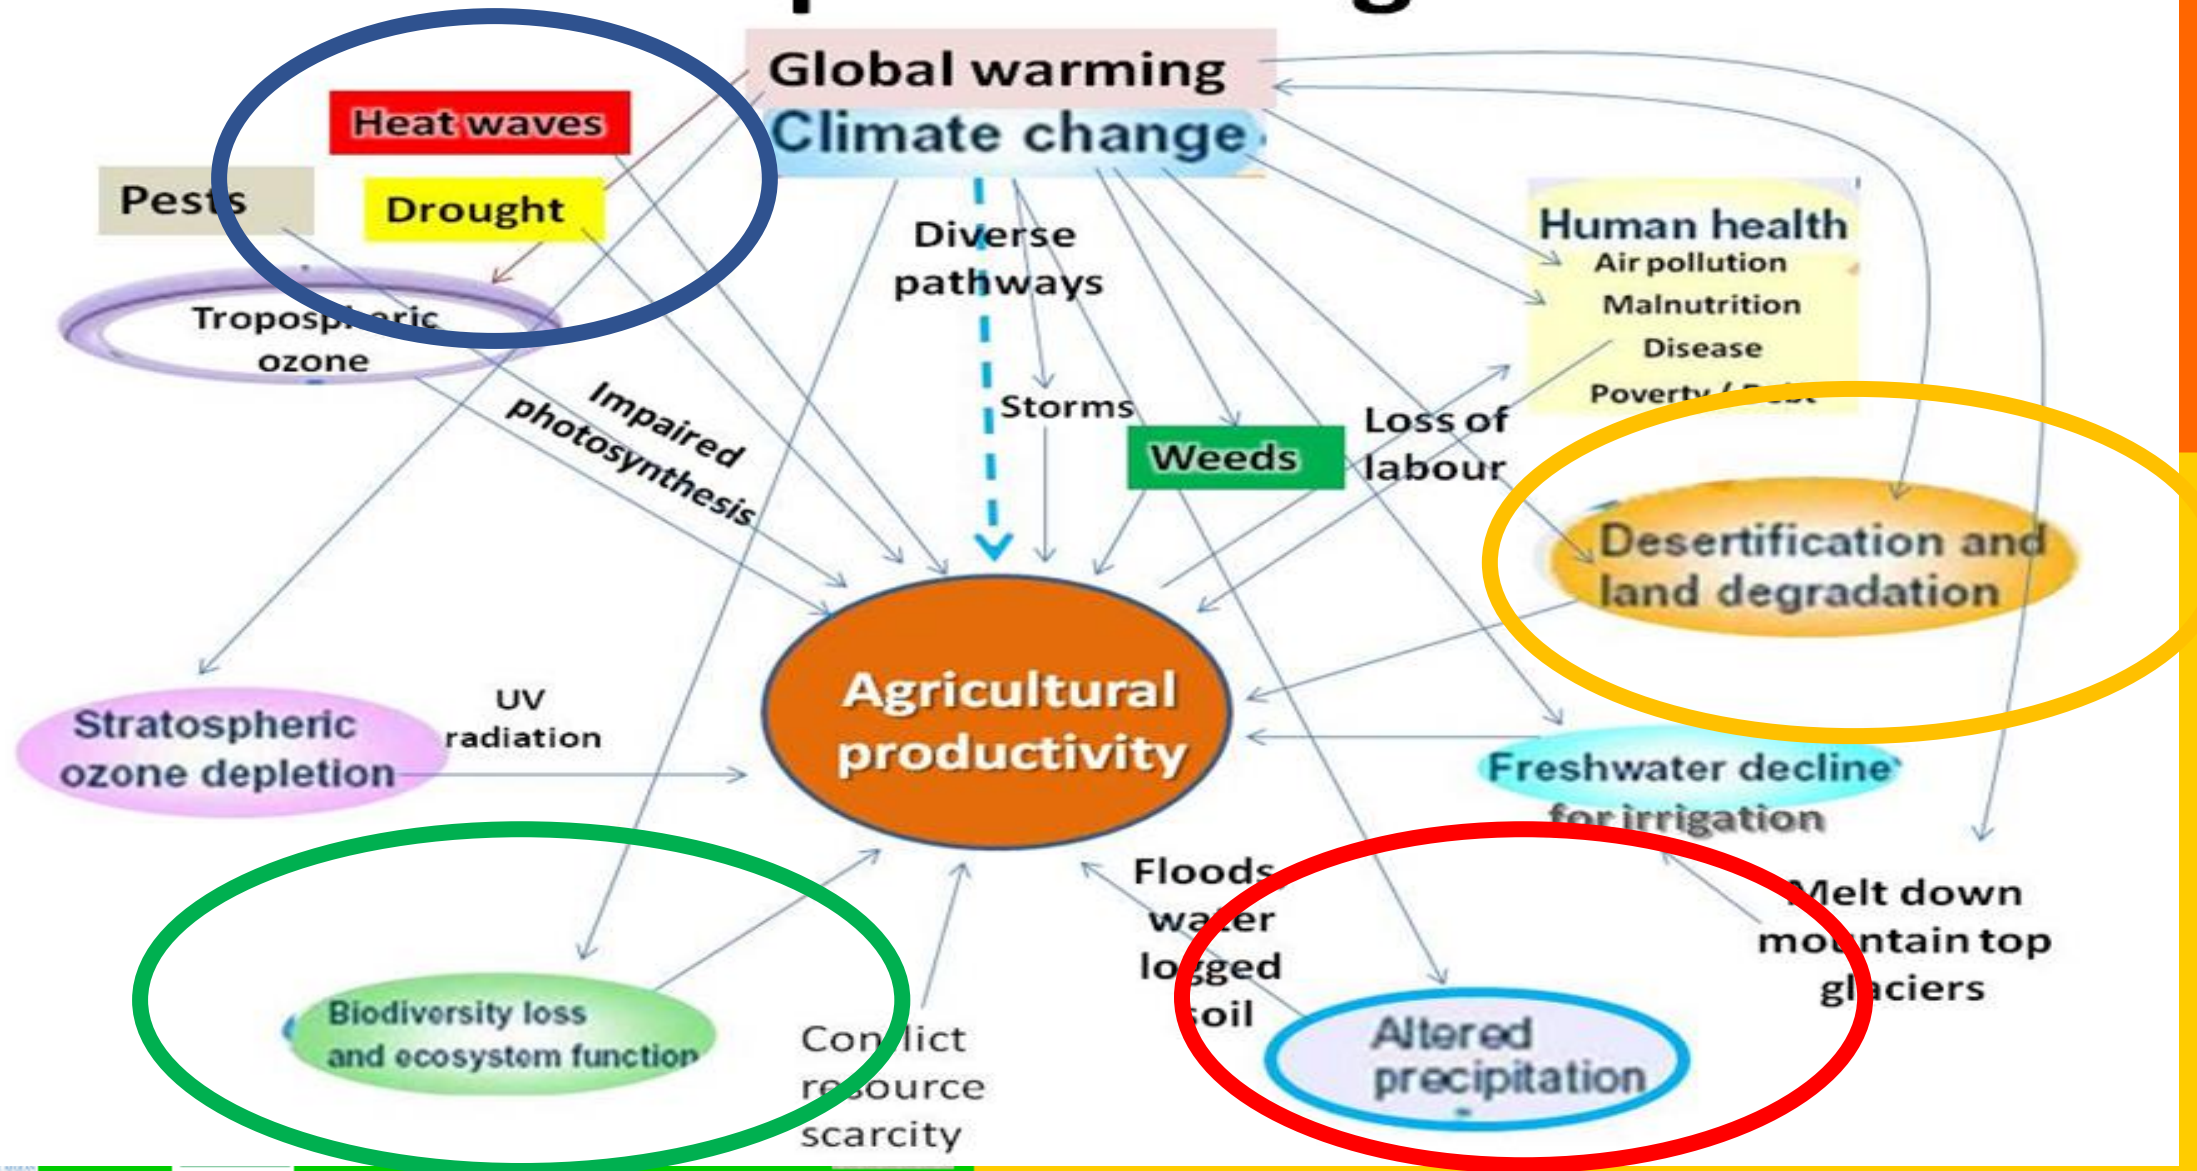 Global warming
Climate change
Heat waves
Pests
Drought
Tropospheric
ozone
Diverse
pathways
Human health
Air pollution
Malnutrition
Disease
Poverty / Debt
Impaired
photosynthesis
Storms
Weeds
Loss of
labour
Desertification and
land degradation
Agricultural
productivity
Stratospheric
ozone depletion
UV
radiation
Freshwater decline
for irrigation
Floods,
water
logged
soil
Melt down
mountain top
glaciers
Biodiversity loss
and ecosystem function
Conflict
resource
scarcity
Altered
precipitation